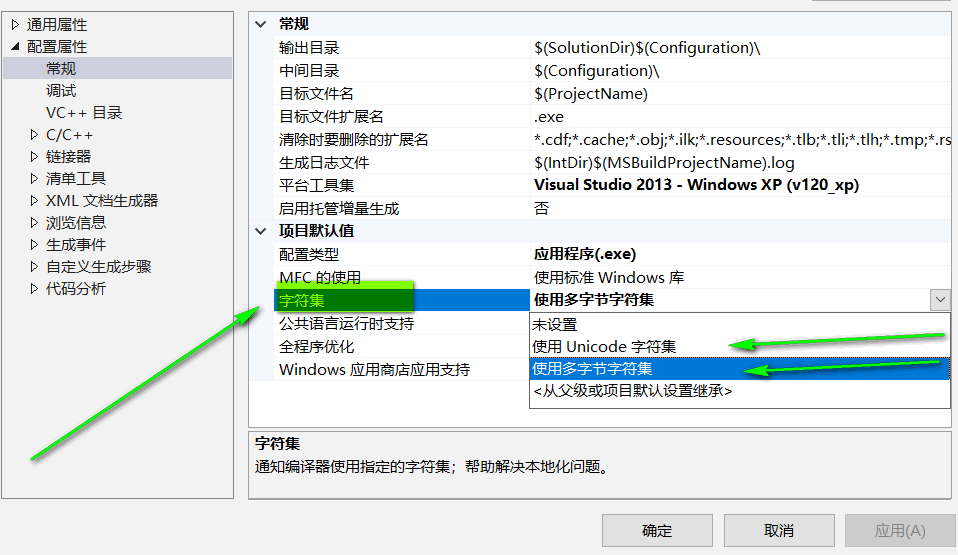 通用属性
配置属性
常规
调试
VC++ 目录
C/C++
链接器
清单工具
XML 文档生成器
浏览信息
生成事件
自定义生成步骤
代码分析
常规
输出目录 $(SolutionDir)$(Configuration)\
中间目录 $(Configuration)\
目标文件名 $(ProjectName)
目标文件扩展名 .exe
清除时要删除的扩展名 *.cdf;*.cache;*.obj;*.ilk;*.resources;*.tlb;*.tli;*.tlh;*.tmp;*.rs
生成日志文件 $(IntDir)$(MSBuildProjectName).log
平台工具集 Visual Studio 2013 - Windows XP (v120_xp)
启用托管增量生成 否
项目默认值
配置类型 应用程序(.exe)
MFC 的使用 使用标准 Windows 库
字符集 使用多字节字符集
公共语言运行时支持 未设置
全程序优化 使用 Unicode 字符集
Windows 应用商店应用支持 使用多字节字符集
<从父级或项目默认设置继承>
字符集
通知编译器使用指定的字符集；帮助解决本地化问题。
确定 取消 应用(A)